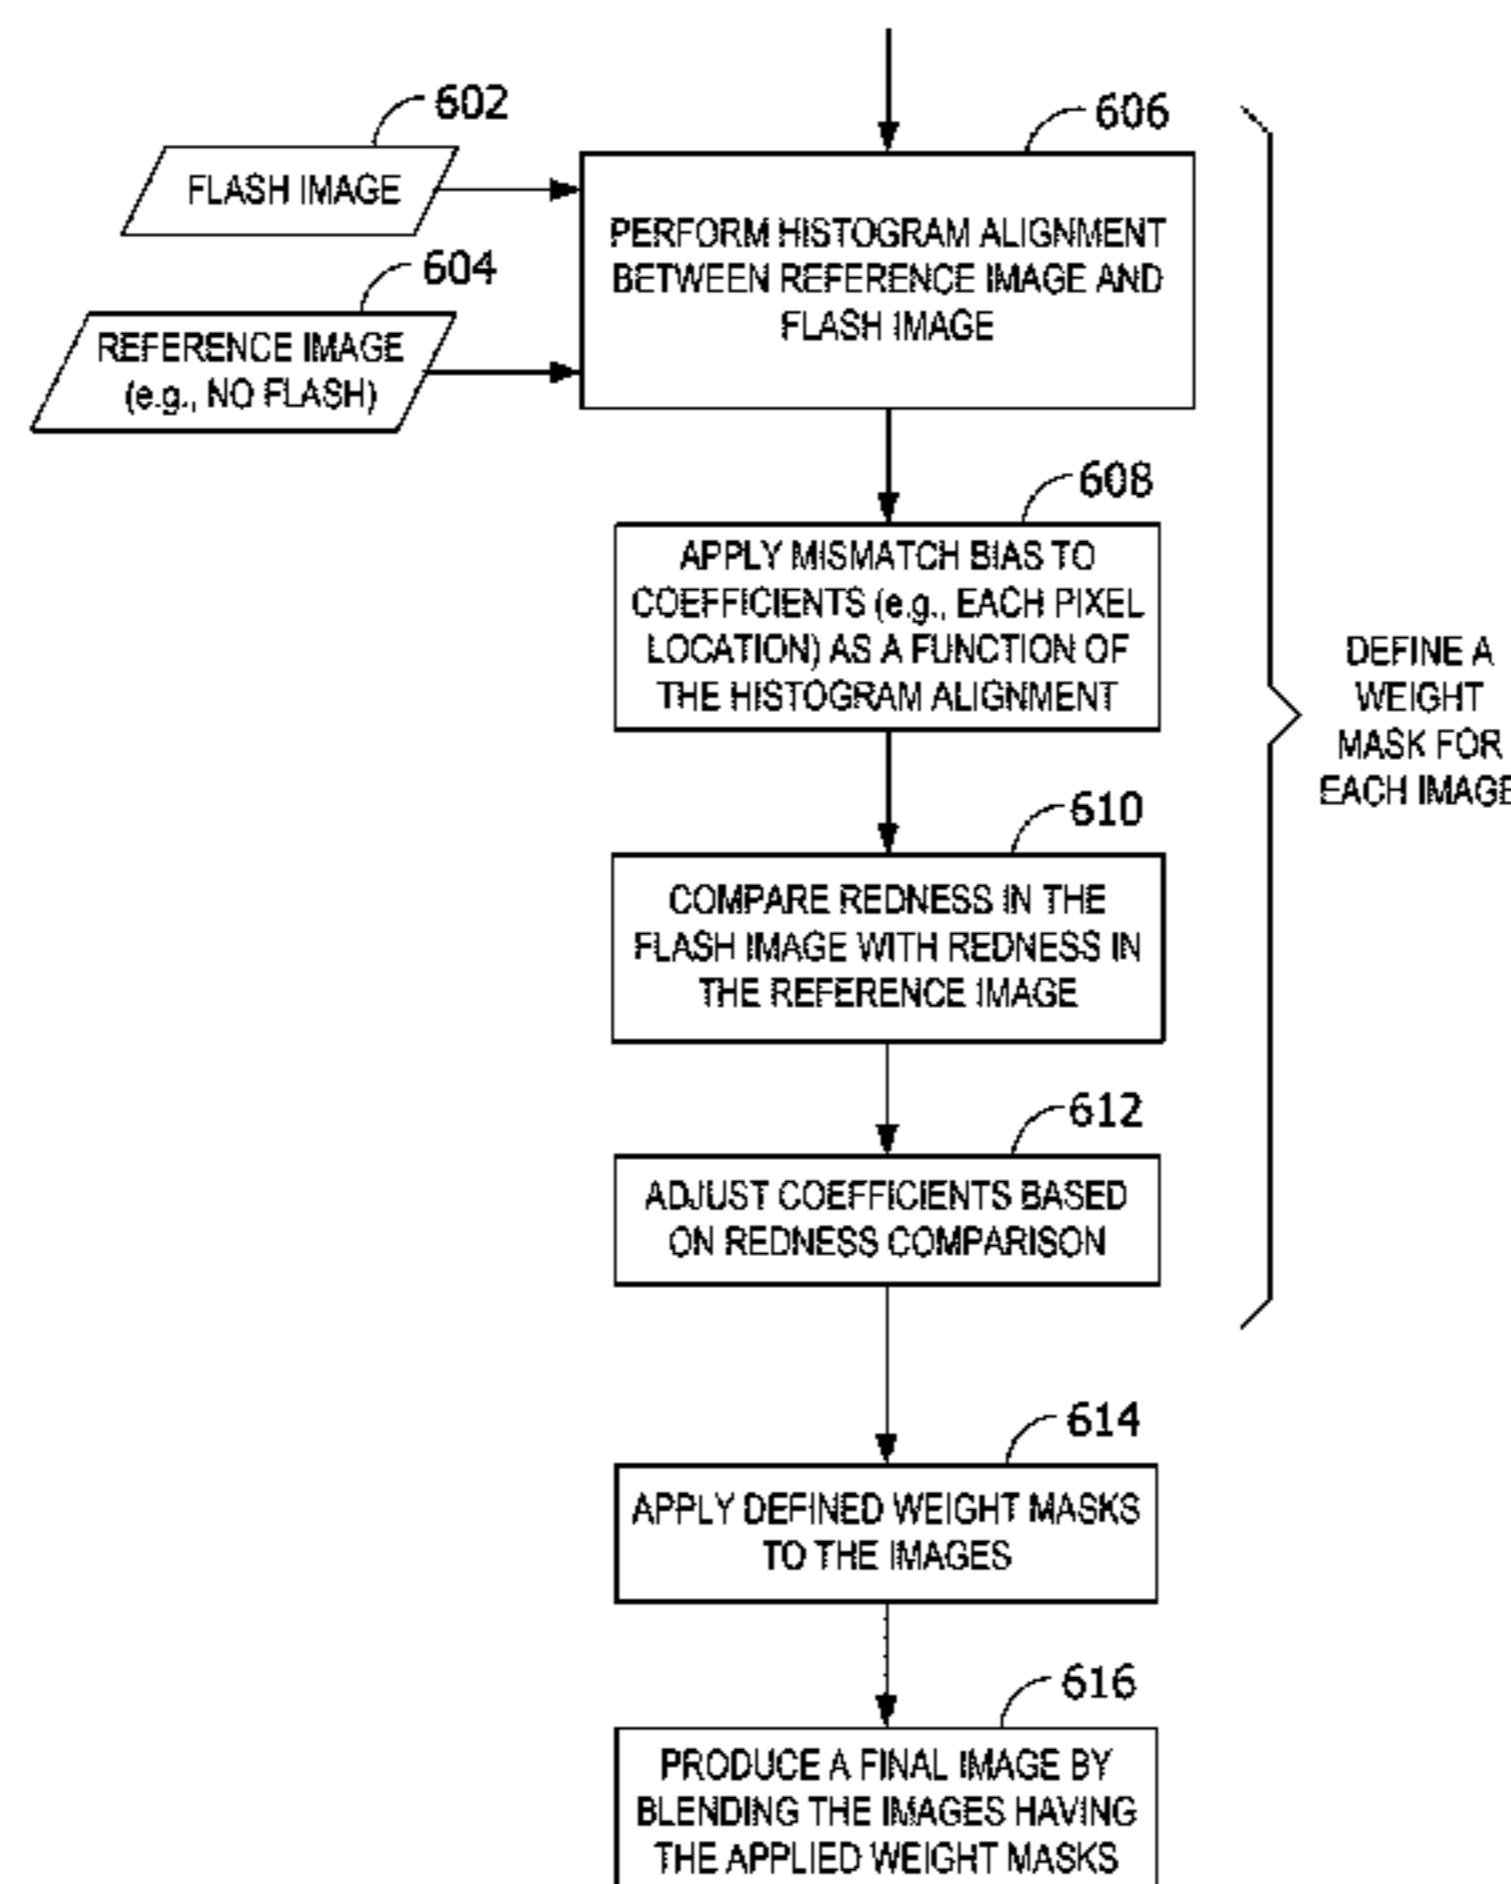 602
FLASH IMAGE
604
REFERENCE IMAGE
(e.g., NO FLASH)
606
PERFORM HISTOGRAM ALIGNMENT
BETWEEN REFERENCE IMAGE AND
FLASH IMAGE
608
APPLY MISMATCH BIAS TO
COEFFICIENTS (e.g., EACH PIXEL
LOCATION) AS A FUNCTION OF
THE HISTOGRAM ALIGNMENT
610
COMPARE REDNESS IN THE
FLASH IMAGE WITH REDNESS IN
THE REFERENCE IMAGE
612
ADJUST COEFFICIENTS BASED
ON REDNESS COMPARISON
DEFINE A
WEIGHT
MASK FOR
EACH IMAGE
614
APPLY DEFINED WEIGHT MASKS
TO THE IMAGES
616
PRODUCE A FINAL IMAGE BY
BLENDING THE IMAGES HAVING
THE APPLIED WEIGHT MASKS